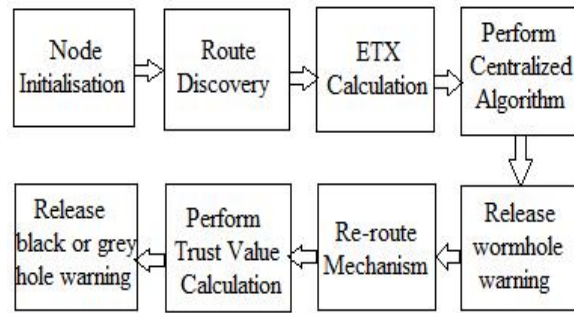 Node
Initialisation
Route
Discovery
ETX
Calculation
Perform
Centralized
Algorithm
Release
wormhole
warning
Re-route
Mechanism
Perform
Trust Value
Calculation
Release
black or grey
hole warning